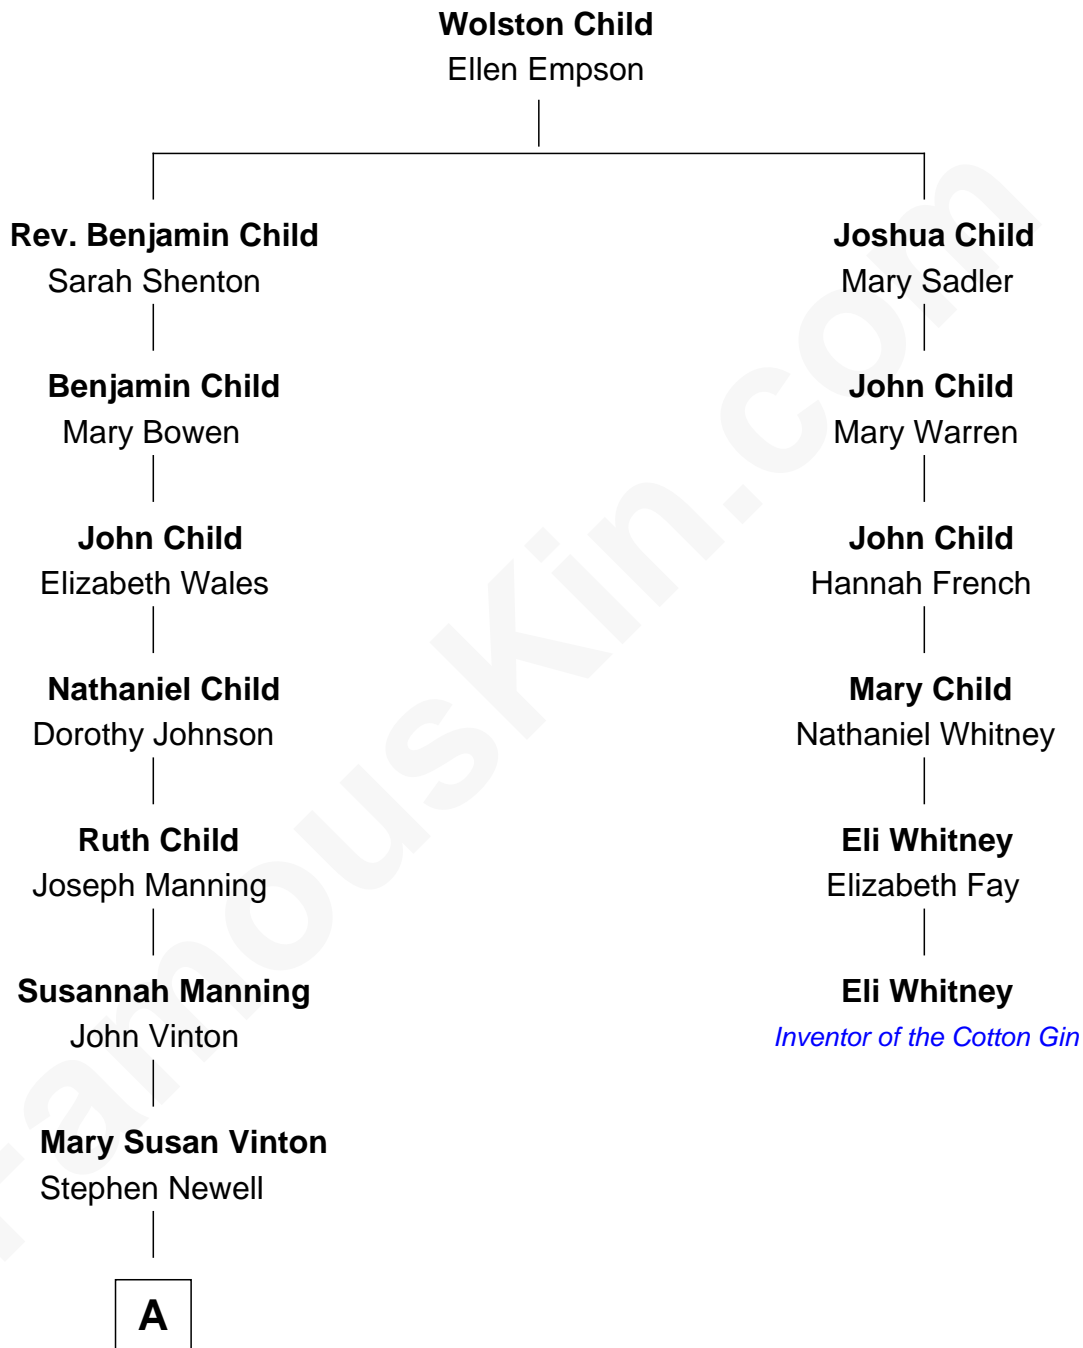 Wolston Child
Ellen Empson
Rev. Benjamin Child
Sarah Shenton
Joshua Child
Mary Sadler
Benjamin Child
Mary Bowen
John Child
Mary Warren
John Child
Elizabeth Wales
John Child
Hannah French
Nathaniel Child
Dorothy Johnson
Mary Child
Nathaniel Whitney
Ruth Child
Joseph Manning
Eli Whitney
Elizabeth Fay
Susannah Manning
John Vinton
Eli Whitney
Inventor of the Cotton Gin
Mary Susan Vinton
Stephen Newell
A
FamousKin.com